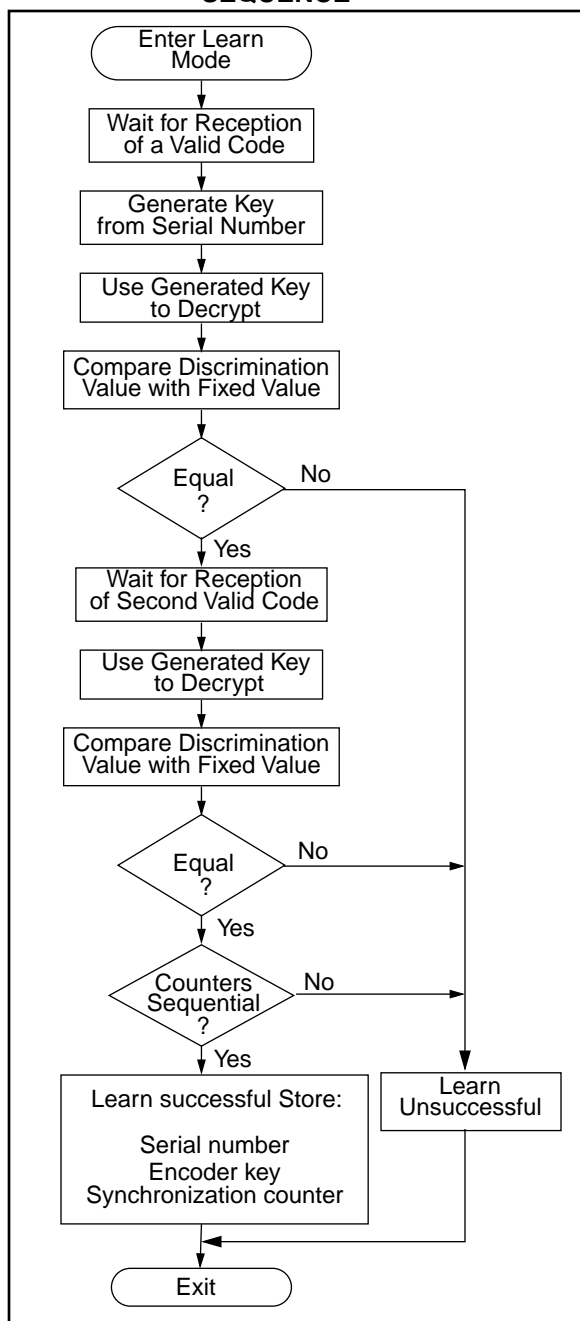 SEQUENCE
Enter Learn
Mode
Wait for Reception
of a Valid Code
Generate Key
from Serial Number
Use Generated Key
to Decrypt
Compare Discrimination
Value with Fixed Value
Equal
?
No
Yes
Wait for Reception
of Second Valid Code
Use Generated Key
to Decrypt
Compare Discrimination
Value with Fixed Value
Equal
?
No
Yes
Counters
Sequential
?
No
Yes
Learn successful Store:
Serial number
Encoder key
Synchronization counter
Learn
Unsuccessful
Exit